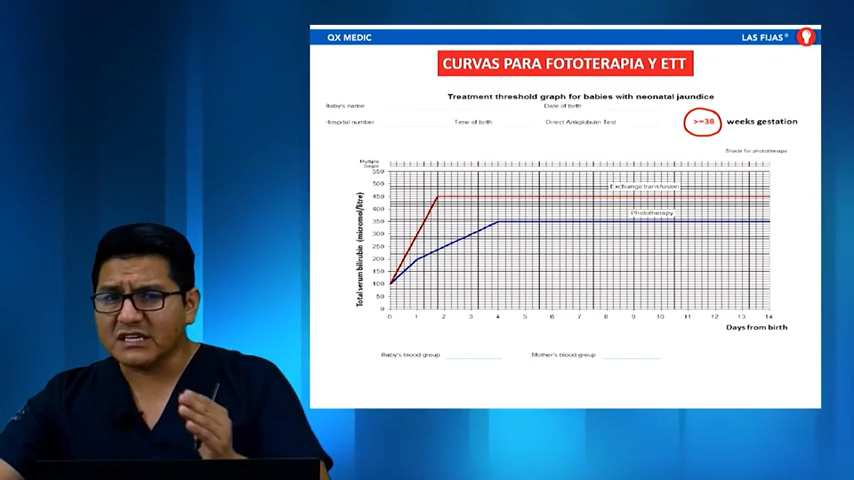 QX MEDIC
LAS FIJAS®
CURVAS PARA FOTOTERAPIA Y ETT
Treatment threshold graph for babies with neonatal jaundice
Baby's name
Date of birth
Hospital number
Time of birth
Direct Antiglobulin Test
>=38 weeks gestation
Shade for phototherapy
Multiple
Single
550
500
450
400
350
300
250
200
150
100
50
0
Total serum bilirubin (micromol/litre)
Exchange transfusion
Phototherapy
0 1 2 3 4 5 6 7 8 9 10 11 12 13 14
Days from birth
Baby's blood group
Mother's blood group